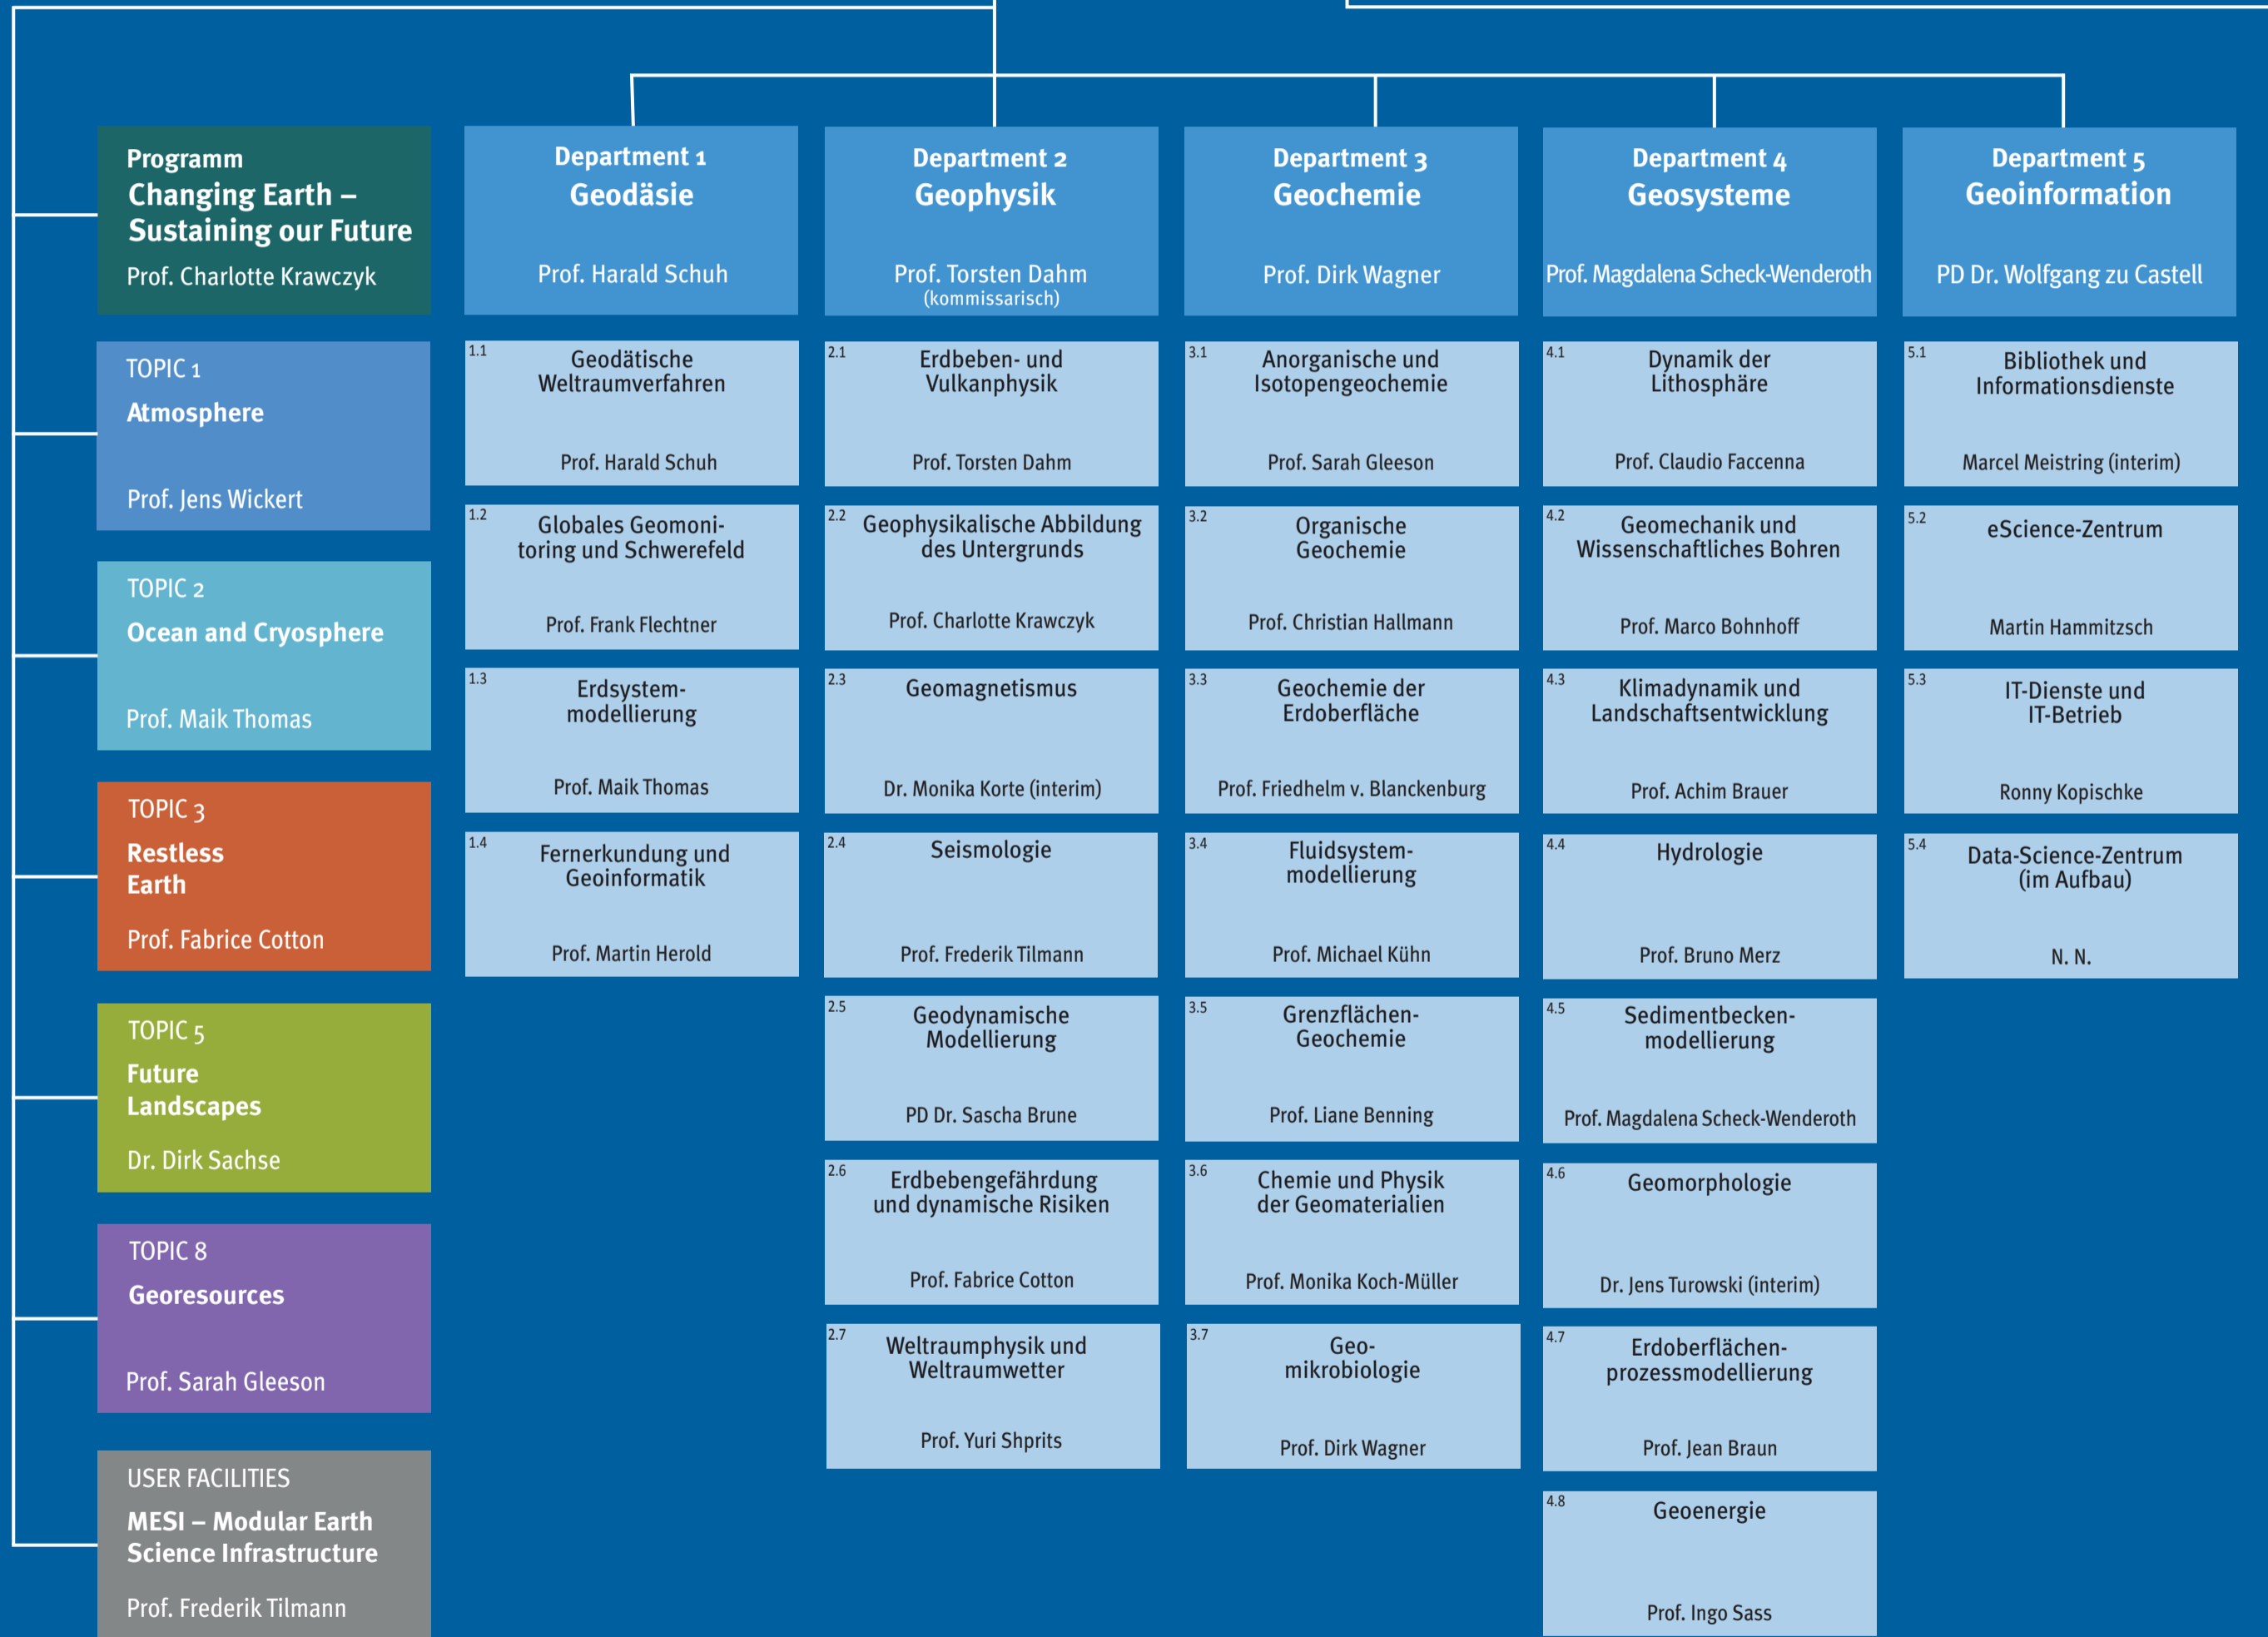 Programm
Changing Earth –
Sustaining our Future
Prof. Charlotte Krawczyk
TOPIC 1
Atmosphere
Prof. Jens Wickert
TOPIC 2
Ocean and Cryosphere
Prof. Maik Thomas
TOPIC 3
Restless
Earth
Prof. Fabrice Cotton
TOPIC 5
Future
Landscapes
Dr. Dirk Sachse
TOPIC 8
Georesources
Prof. Sarah Gleeson
USER FACILITIES
MESI – Modular Earth
Science Infrastructure
Prof. Frederik Tilmann
Department 1
Geodäsie
Prof. Harald Schuh
1.1
Geodätische
Weltraumverfahren
Prof. Harald Schuh
1.2
Globales Geomoni-
toring und Schwerefeld
Prof. Frank Flechtner
1.3
Erdsystem-
modellierung
Prof. Maik Thomas
1.4
Fernerkundung und
Geoinformatik
Prof. Martin Herold
Department 2
Geophysik
Prof. Torsten Dahm
(kommissarisch)
2.1
Erdbeben- und
Vulkanphysik
Prof. Torsten Dahm
2.2
Geophysikalische Abbildung
des Untergrunds
Prof. Charlotte Krawczyk
2.3
Geomagnetismus
Dr. Monika Korte (interim)
2.4
Seismologie
Prof. Frederik Tilmann
2.5
Geodynamische
Modellierung
PD Dr. Sascha Brune
2.6
Erdbebengefährdung
und dynamische Risiken
Prof. Fabrice Cotton
2.7
Weltraumphysik und
Weltraumwetter
Prof. Yuri Shprits
Department 3
Geochemie
Prof. Dirk Wagner
3.1
Anorganische und
Isotopengeochemie
Prof. Sarah Gleeson
3.2
Organische
Geochemie
Prof. Christian Hallmann
3.3
Geochemie der
Erdoberfläche
Prof. Friedhelm v. Blanckenburg
3.4
Fluidsystem-
modellierung
Prof. Michael Kühn
3.5
Grenzflächen-
Geochemie
Prof. Liane Benning
3.6
Chemie und Physik
der Geomaterialien
Prof. Monika Koch-Müller
3.7
Geo-
mikrobiologie
Prof. Dirk Wagner
Department 4
Geosysteme
Prof. Magdalena Scheck-Wenderoth
4.1
Dynamik der
Lithosphäre
Prof. Claudio Faccenna
4.2
Geomechanik und
Wissenschaftliches Bohren
Prof. Marco Bohnhoff
4.3
Klimadynamik und
Landschaftsentwicklung
Prof. Achim Brauer
4.4
Hydrologie
Prof. Bruno Merz
4.5
Sedimentbecken-
modellierung
Prof. Magdalena Scheck-Wenderoth
4.6
Geomorphologie
Dr. Jens Turowski (interim)
4.7
Erdoberflächen-
prozessmodellierung
Prof. Jean Braun
4.8
Geoenergie
Prof. Ingo Sass
Department 5
Geoinformation
PD Dr. Wolfgang zu Castell
5.1
Bibliothek und
Informationsdienste
Marcel Meistring (interim)
5.2
eScience-Zentrum
Martin Hammitzsch
5.3
IT-Dienste und
IT-Betrieb
Ronny Kopischke
5.4
Data-Science-Zentrum
(im Aufbau)
N. N.